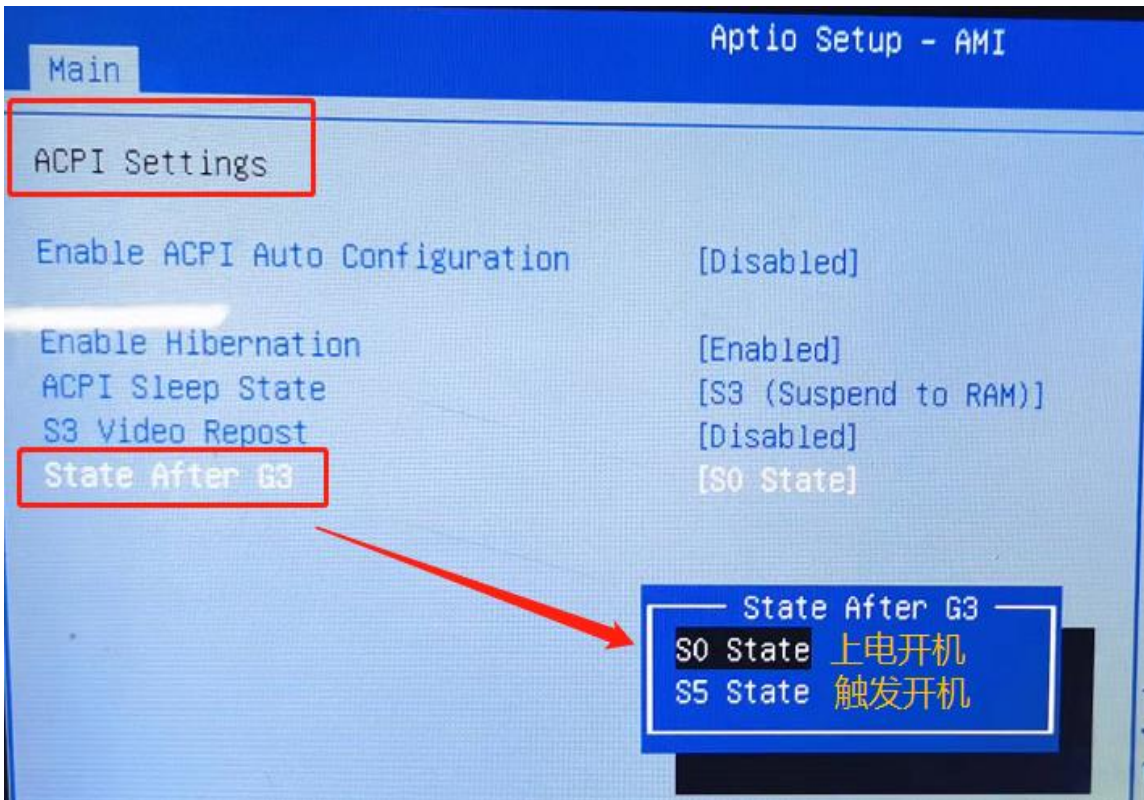 Aptio Setup - AMI
Main
ACPI Settings
Enable ACPI Auto Configuration [Disabled]
Enable Hibernation [Enabled]
ACPI Sleep State [S3 (Suspend to RAM)]
S3 Video Repost [Disabled]
State After G3 [S0 State]
State After G3
S0 State 上电开机
S5 State 触发开机